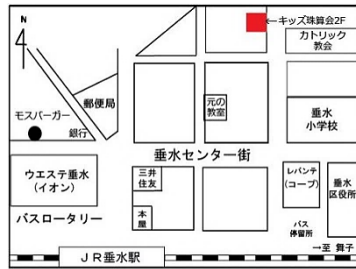 N
←キッズ珠算会2F
カトリック
教会
郵便局
元の
教室
モスバーガー
銀行
垂水
小学校
垂水センター街
ウエステ垂水
(イオン)
三井
住友
レバンテ
(コープ)
垂水
区役所
本
屋
バスロータリー
バス
停留所
→至 舞子
JR垂水駅